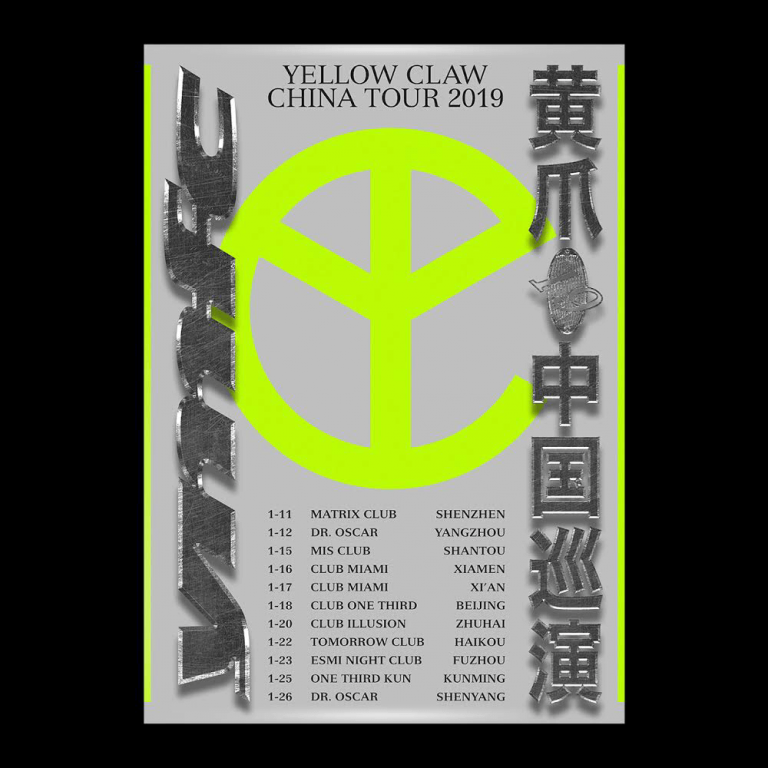 YELLOW CLAW
CHINA TOUR 2019
黄爪
中国巡演
1-11 MATRIX CLUB SHENZHEN
1-12 DR. OSCAR YANGZHOU
1-15 MIS CLUB SHANTOU
1-16 CLUB MIAMI XIAMEN
1-17 CLUB MIAMI XI'AN
1-18 CLUB ONE THIRD BEIJING
1-20 CLUB ILLUSION ZHUHAI
1-22 TOMORROW CLUB HAIKOU
1-23 ESMI NIGHT CLUB FUZHOU
1-25 ONE THIRD KUN KUNMING
1-26 DR. OSCAR SHENYANG